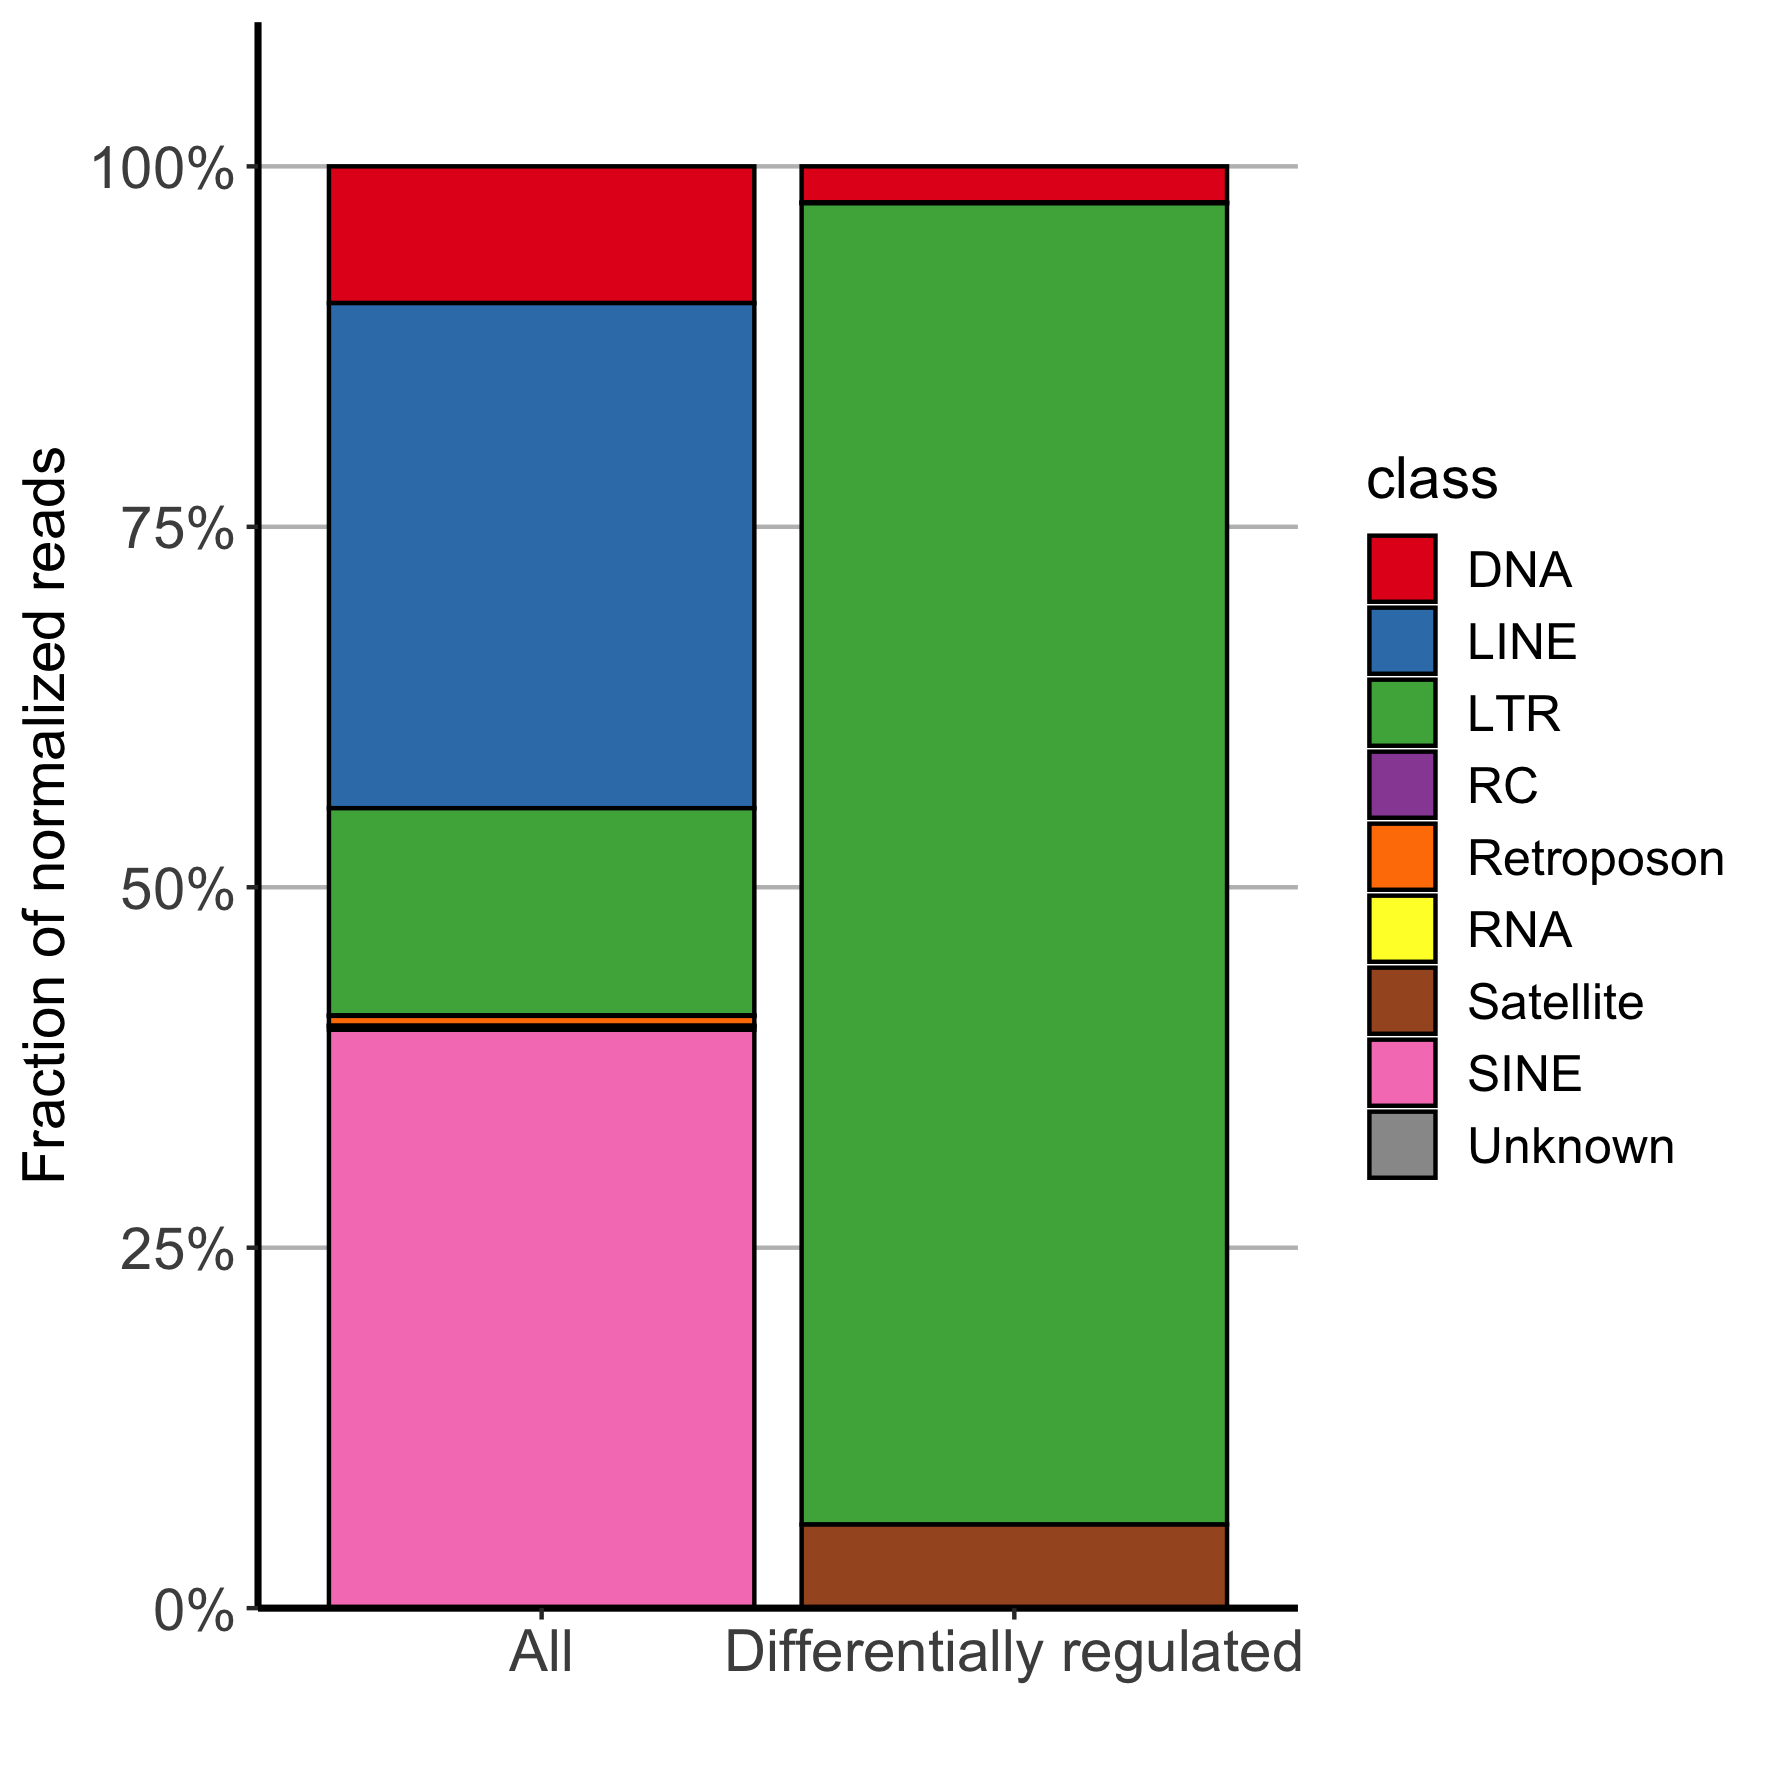 Fraction of normalized reads
100%
75%
50%
25%
0%
All
Differentially regulated
class
DNA
LINE
LTR
RC
Retroposon
RNA
Satellite
SINE
Unknown